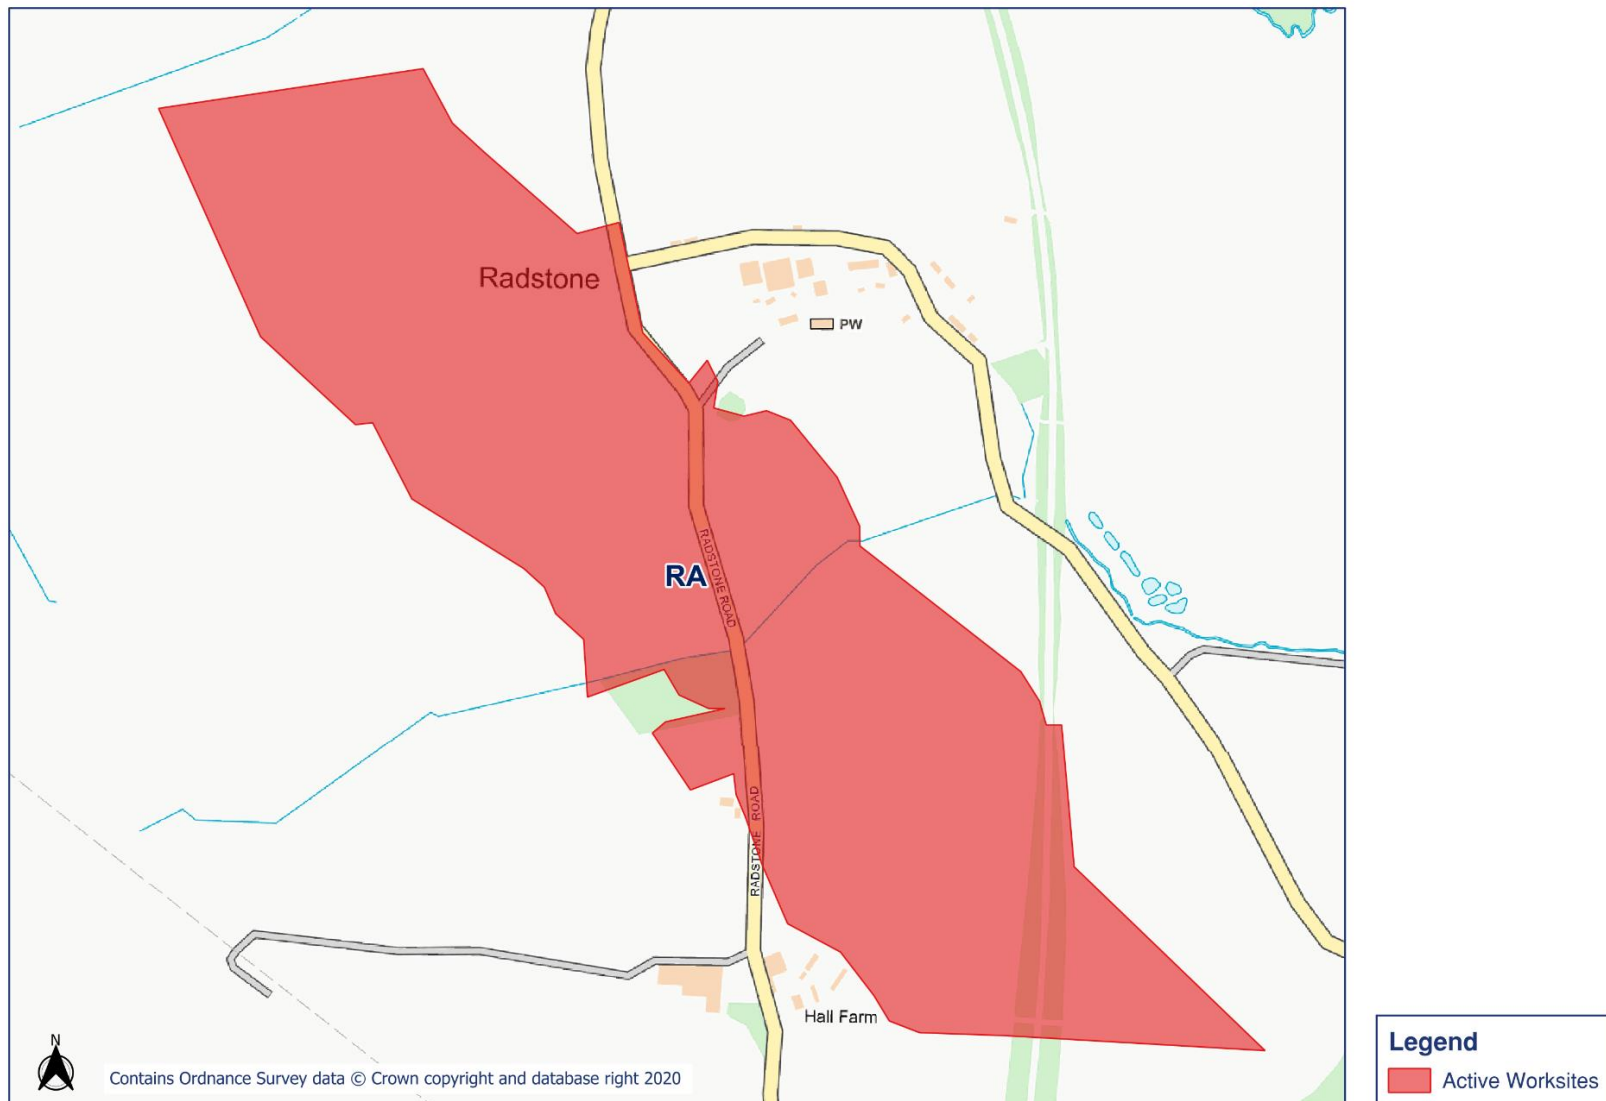 Radstone
PW
RADSTONE ROAD
RA
RADSTONE ROAD
Hall Farm
N
Contains Ordnance Survey data © Crown copyright and database right 2020
Legend
Active Worksites